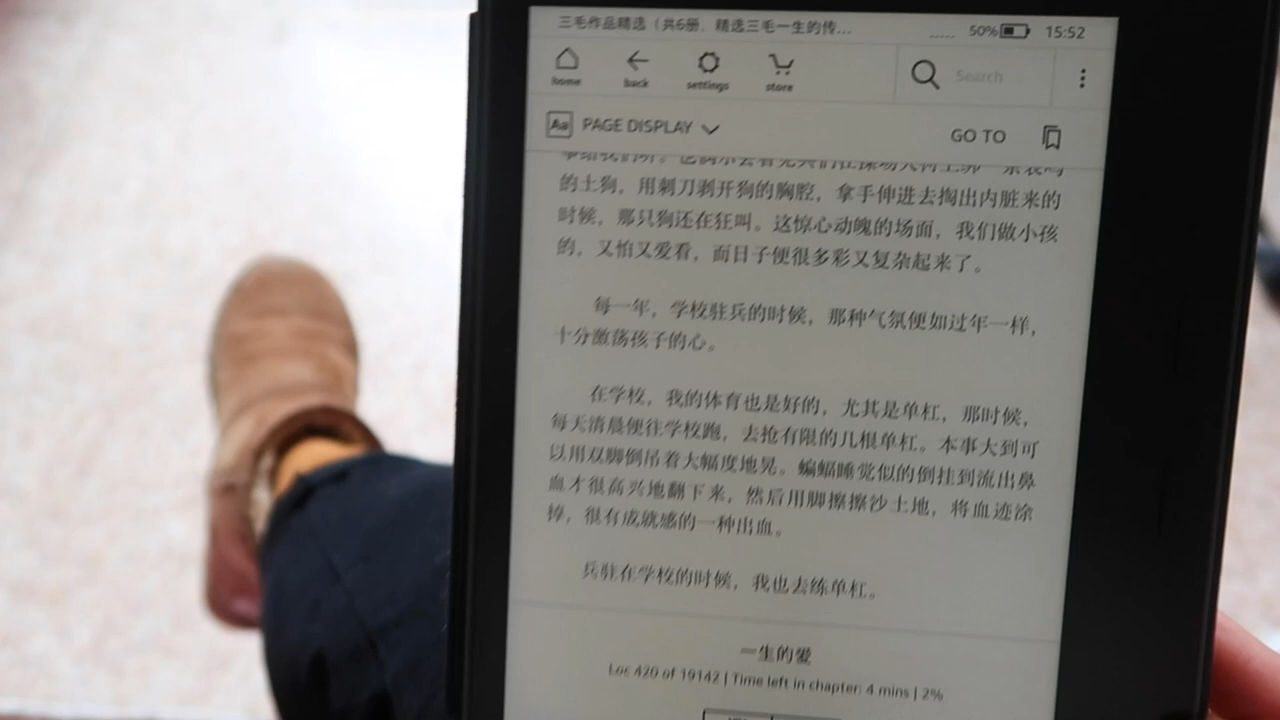 三毛作品精选（共6册，精选三毛一生的传...
50% 15:52
home back settings store Search
Aa PAGE DISPLAY GO TO
的土狗，用刺刀剥开狗的胸腔，拿手伸进去掏出内脏来的
时候，那只狗还在狂叫。这惊心动魄的场面，我们做小孩
的，又怕又爱看，而日子便很多彩又复杂起来了。
每一年，学校驻兵的时候，那种气氛便如过年一样，
十分激荡孩子的心。
在学校，我的体育也是好的，尤其是单杠，那时候，
每天清晨便往学校跑，去抢有限的几根单杠。本事大到可
以用双脚倒吊着大幅度地晃。蝙蝠睡觉似的倒挂到流出鼻
血才很高兴地翻下来，然后用脚擦擦沙土地，将血迹涂
掉，很有成就感的一种出血。
兵驻在学校的时候，我也去练单杠。
一生的爱
Loc 420 of 19142 | Time left in chapter: 4 mins | 2%